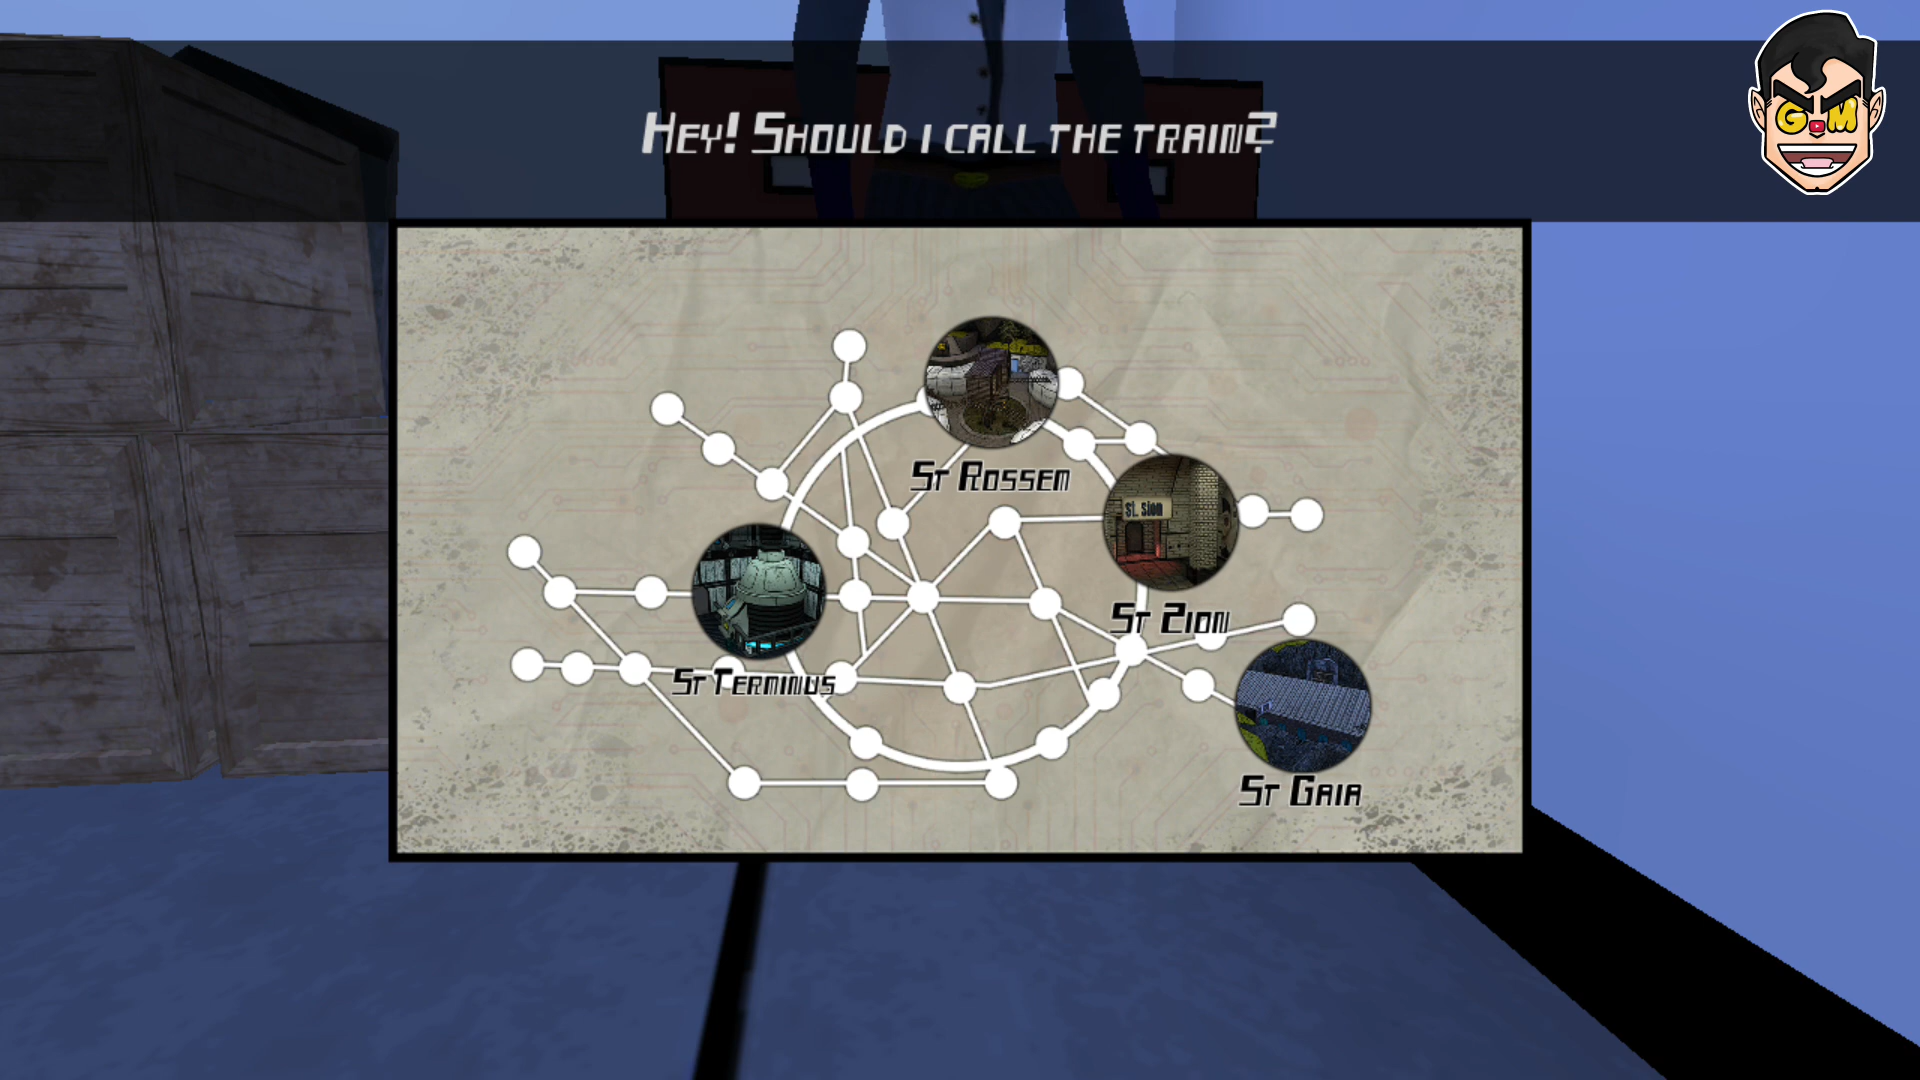 Hey! Should I call the train?
St Rossem
St. Sion
St Zion
St Terminus
St Gaia
GM